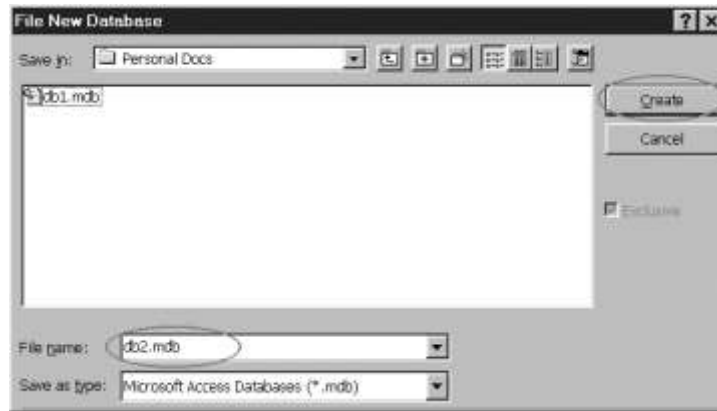 File New Database
Save in: Personal Docs
db1.mdb
Create
Cancel
Exclusive
File name: db2.mdb
Save as type: Microsoft Access Databases (*.mdb)